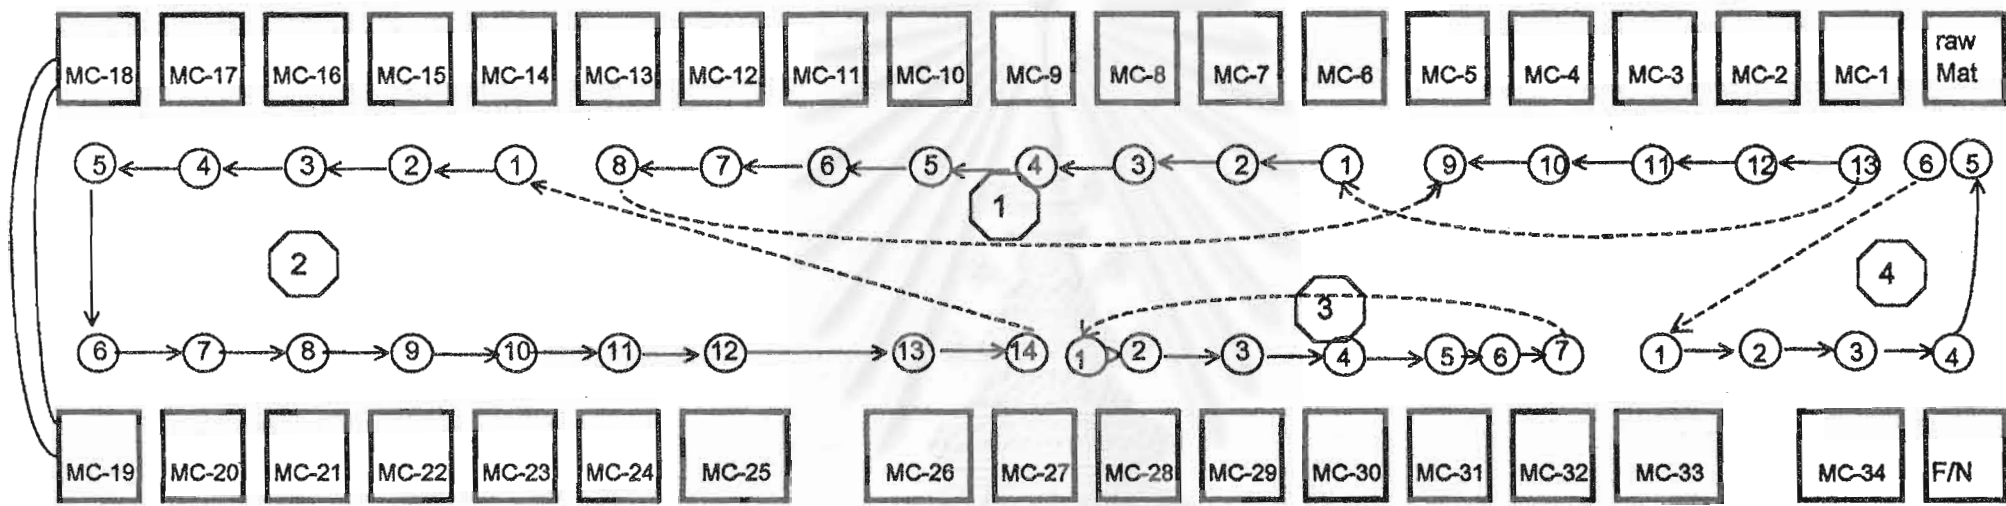 MC-18 MC-17 MC-16 MC-15 MC-14 MC-13 MC-12 MC-11 MC-10 MC-9 MC-8 MC-7 MC-6 MC-5 MC-4 MC-3 MC-2 MC-1 raw
Mat
5 4 3 2 1 8 7 6 5 4 3 2 1 9 10 11 12 13 6 5
1
2
4
3
6 7 8 9 10 11 12 13 14 1 2 3 4 5 6 7 1 2 3 4
MC-19 MC-20 MC-21 MC-22 MC-23 MC-24 MC-25 MC-26 MC-27 MC-28 MC-29 MC-30 MC-31 MC-32 MC-33 MC-34 F/N